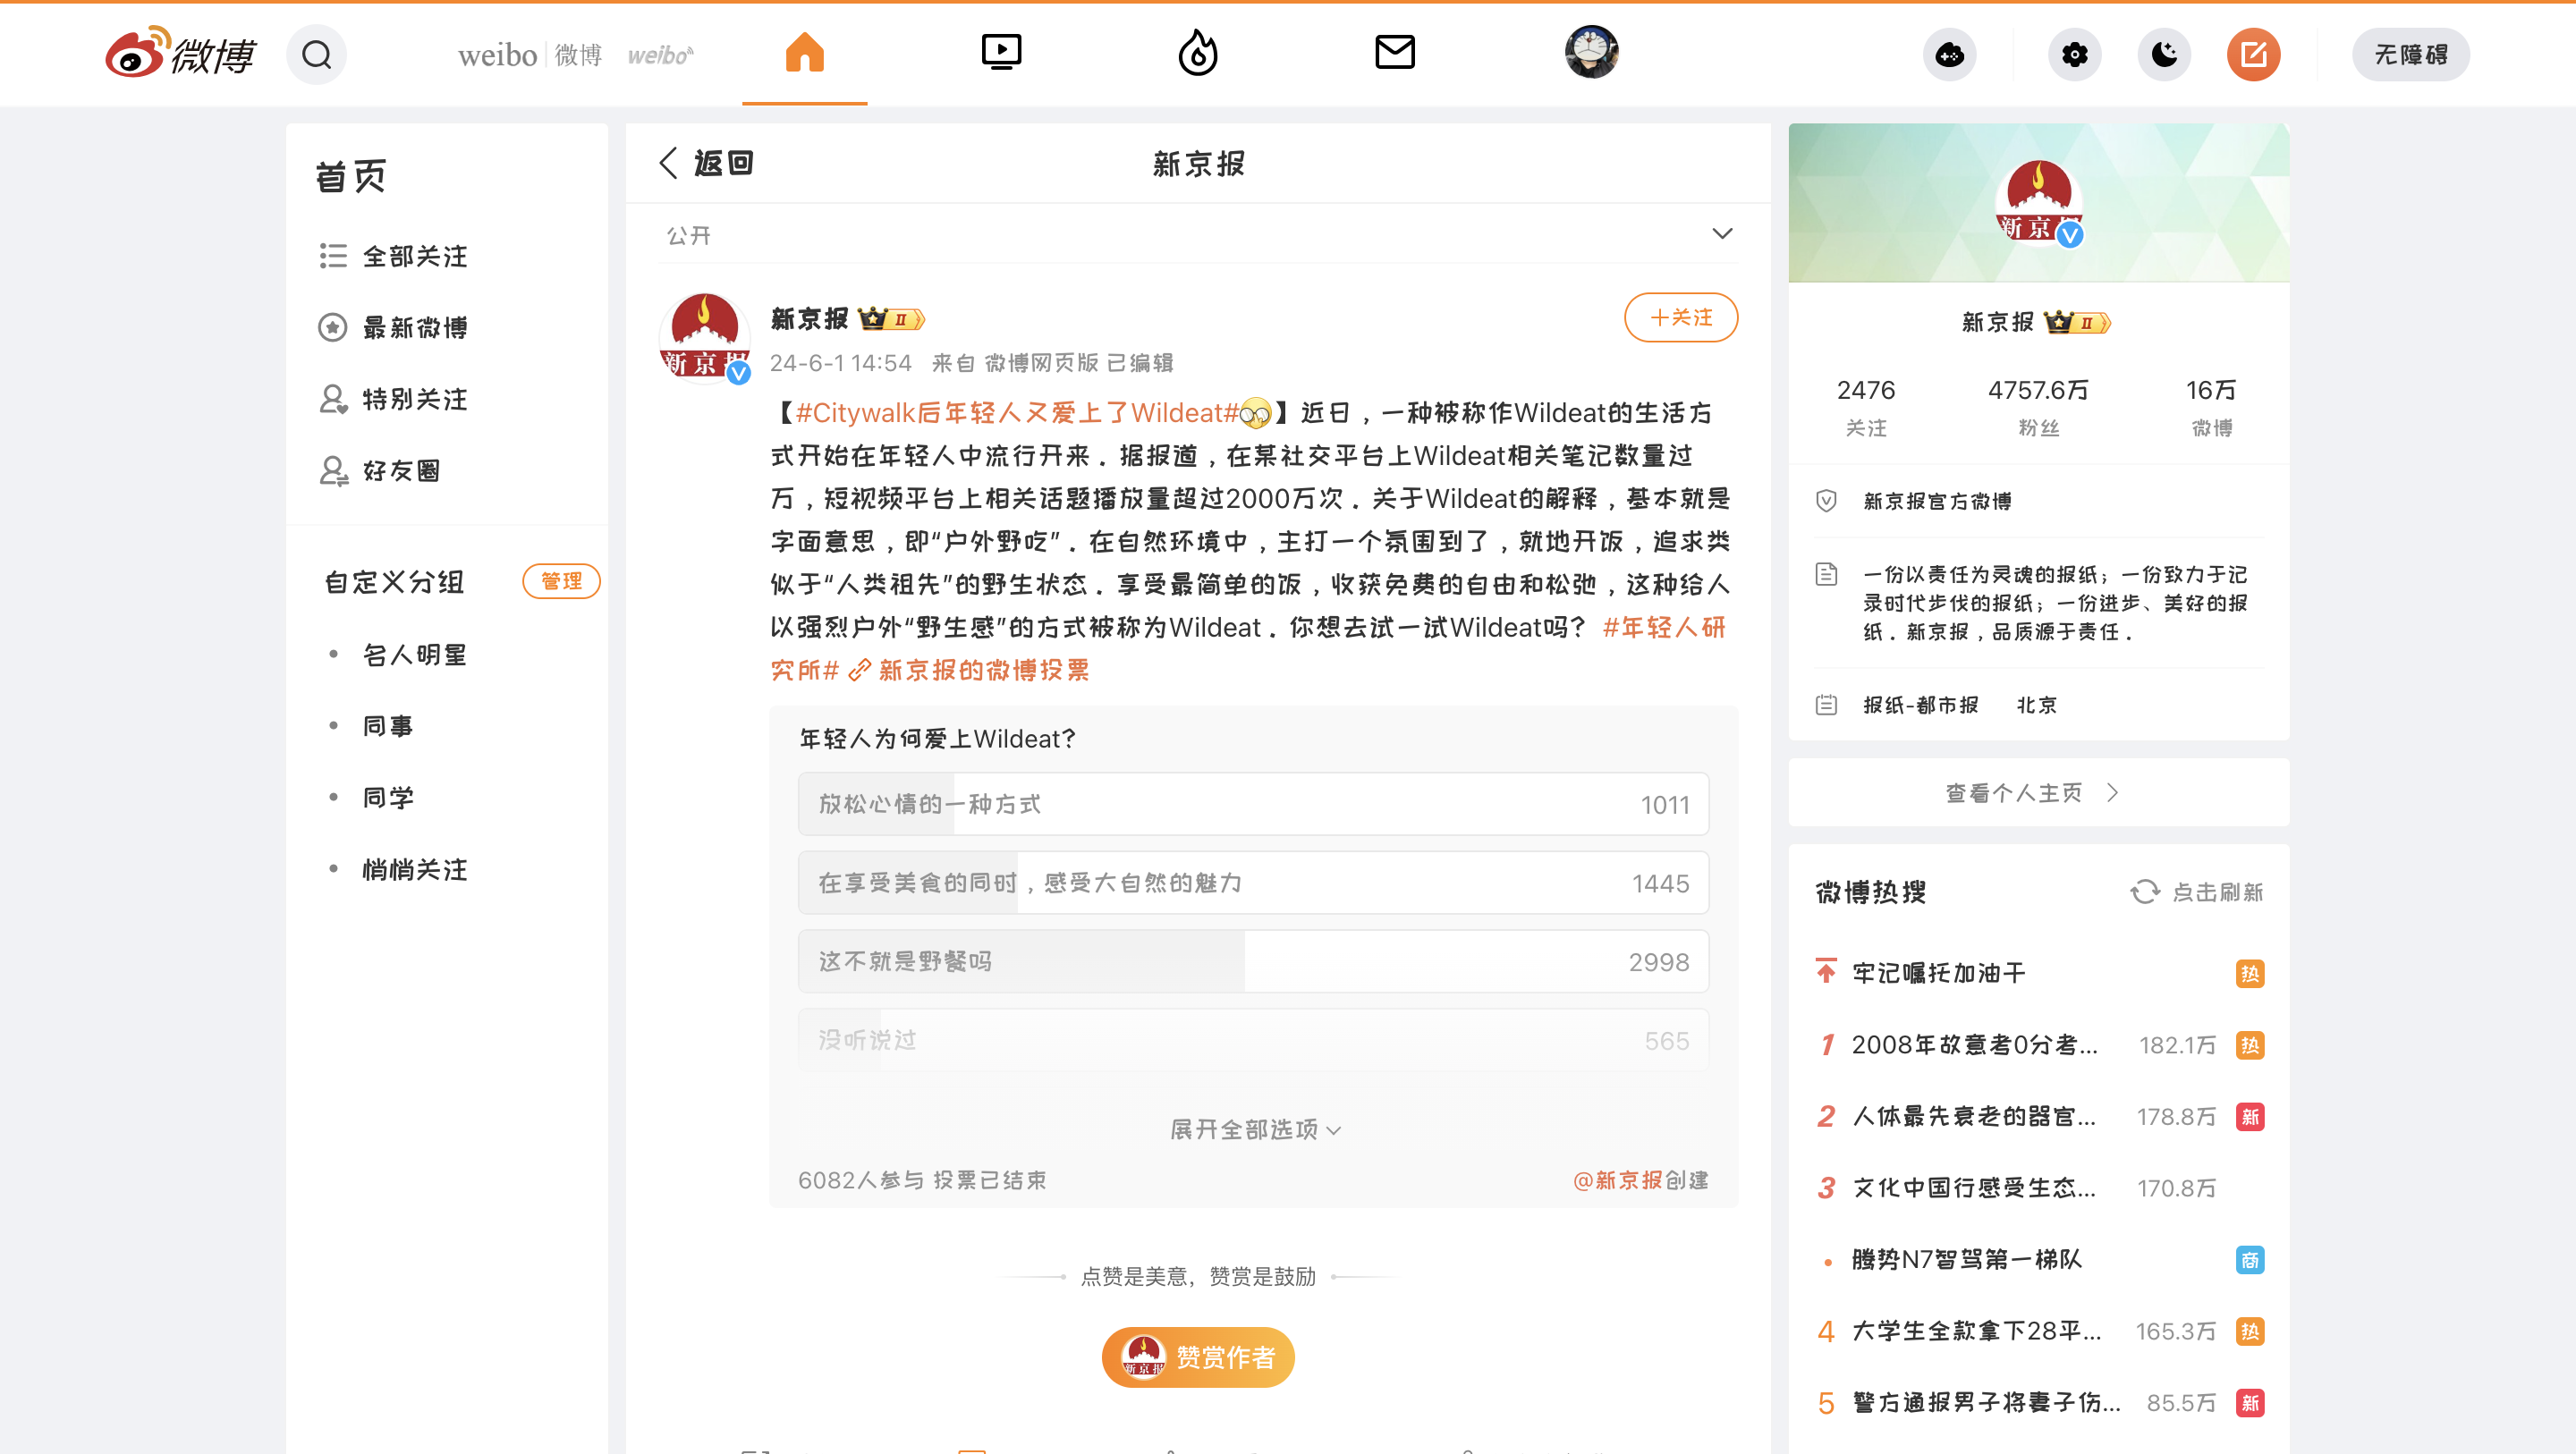 微博
weibo 微博 weibo
无障碍
首页
全部关注
最新微博
特别关注
好友圈
自定义分组 管理
名人明星
同事
同学
悄悄关注
返回 新京报
公开
新京报 II +关注
24-6-1 14:54 来自 微博网页版 已编辑
【#Citywalk后年轻人又爱上了Wildeat#】近日，一种被称作Wildeat的生活方
式开始在年轻人中流行开来．据报道，在某社交平台上Wildeat相关笔记数量过
万，短视频平台上相关话题播放量超过2000万次．关于Wildeat的解释，基本就是
字面意思，即“户外野吃”．在自然环境中，主打一个氛围到了，就地开饭，追求类
似于“人类祖先”的野生状态．享受最简单的饭，收获免费的自由和松弛，这种给人
以强烈户外“野生感”的方式被称为Wildeat．你想去试一试Wildeat吗？#年轻人研
究所# 新京报的微博投票
年轻人为何爱上Wildeat？
放松心情的一种方式 1011
在享受美食的同时，感受大自然的魅力 1445
这不就是野餐吗 2998
没听说过 565
展开全部选项
6082人参与 投票已结束 @新京报创建
点赞是美意，赞赏是鼓励
新京报 赞赏作者
新京报
新京报 II
2476 4757.6万 16万
关注 粉丝 微博
新京报官方微博
一份以责任为灵魂的报纸；一份致力于记
录时代步伐的报纸；一份进步、美好的报
纸．新京报，品质源于责任．
报纸-都市报 北京
查看个人主页
微博热搜 点击刷新
牢记嘱托加油干 热
1 2008年故意考0分考... 182.1万 热
2 人体最先衰老的器官... 178.8万 新
3 文化中国行感受生态... 170.8万
腾势N7智驾第一梯队 商
4 大学生全款拿下28平... 165.3万 热
5 警方通报男子将妻子伤... 85.5万 新